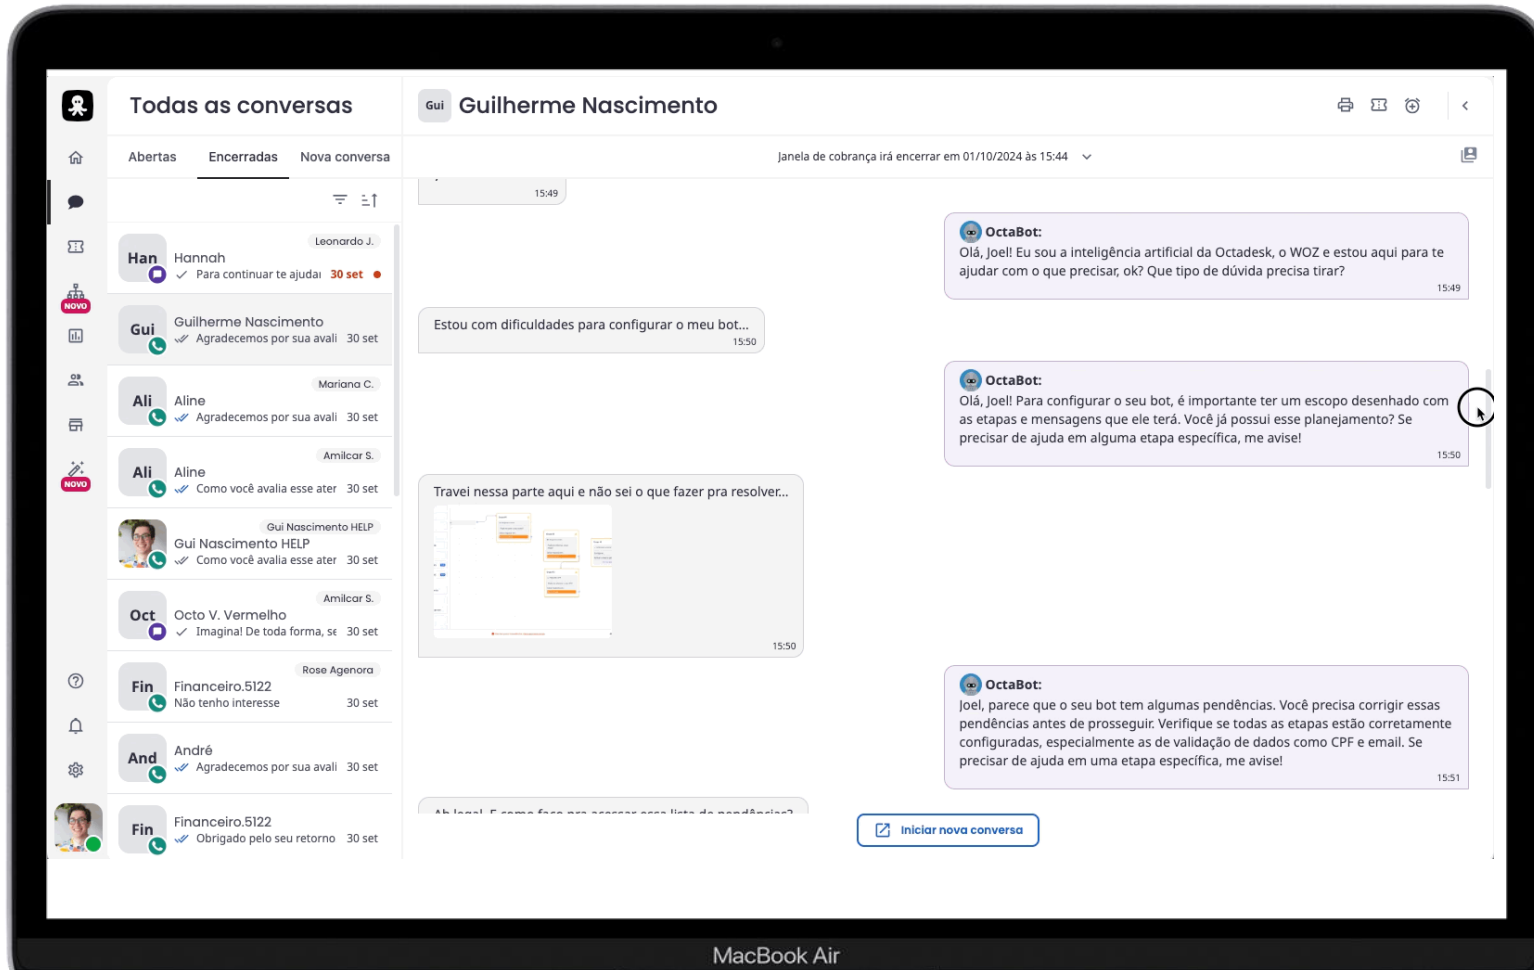 Todas as conversas
Gui
Guilherme Nascimento
Abertas
Encerradas
Nova conversa
Janela de cobrança irá encerrar em 01/10/2024 às 15:44
NOVO
NOVO
Leonardo J.
Han
Hannah
Para continuar te ajudar
30 set
Gui
Guilherme Nascimento
Agradecemos por sua avali
30 set
Mariana C.
Ali
Aline
Agradecemos por sua avali
30 set
Amilcar S.
Ali
Aline
Como você avalia esse ater
30 set
Gui Nascimento HELP
Gui Nascimento HELP
Como você avalia esse ater
30 set
Amilcar S.
Oct
Octo V. Vermelho
Imagina! De toda forma, se
30 set
Rose Agenora
Fin
Financeiro.5122
Não tenho interesse
30 set
And
André
Agradecemos por sua avali
30 set
Fin
Financeiro.5122
Obrigado pelo seu retorno
30 set
15:49
OctaBot:
Olá, Joel! Eu sou a inteligência artificial da Octadesk, o WOZ e estou aqui para te
ajudar com o que precisar, ok? Que tipo de dúvida precisa tirar?
15:49
Estou com dificuldades para configurar o meu bot...
15:50
OctaBot:
Olá, Joel! Para configurar o seu bot, é importante ter um escopo desenhado com
as etapas e mensagens que ele terá. Você já possui esse planejamento? Se
precisar de ajuda em alguma etapa específica, me avise!
15:50
Travei nessa parte aqui e não sei o que fazer pra resolver...
15:50
OctaBot:
Joel, parece que o seu bot tem algumas pendências. Você precisa corrigir essas
pendências antes de prosseguir. Verifique se todas as etapas estão corretamente
configuradas, especialmente as de validação de dados como CPF e email. Se
precisar de ajuda em uma etapa específica, me avise!
15:51
Ah legal. E como faço pra acessar essa lista de pendências?
Iniciar nova conversa
MacBook Air